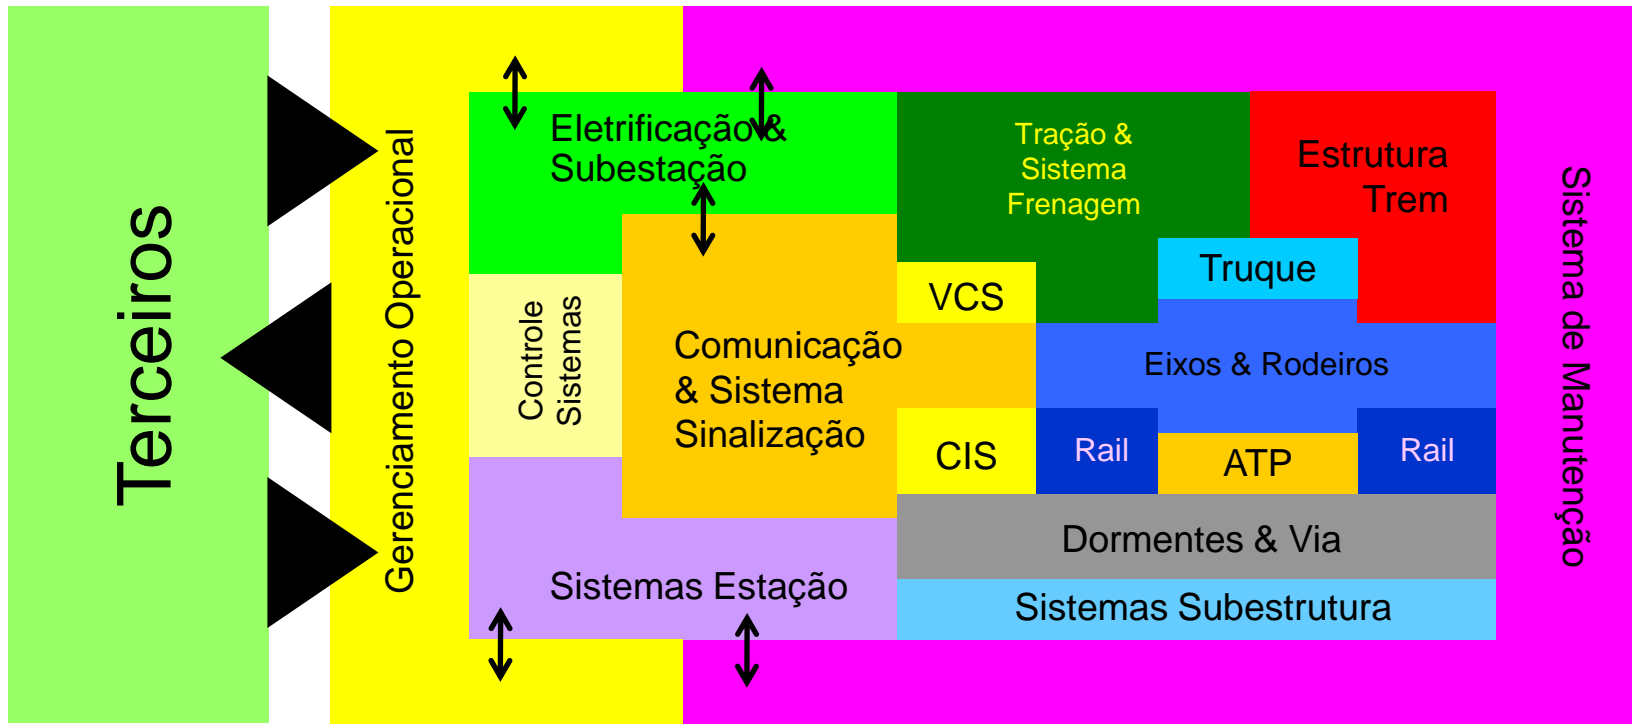 Terceiros
Gerenciamento Operacional
Eletrificação &
Subestação
Tração &
Sistema
Frenagem
Estrutura
Trem
Truque
VCS
Controle
Sistemas
Comunicação
& Sistema
Sinalização
Eixos & Rodeiros
CIS
Rail
ATP
Rail
Dormentes & Via
Sistemas Estação
Sistemas Subestrutura
Sistema de Manutenção